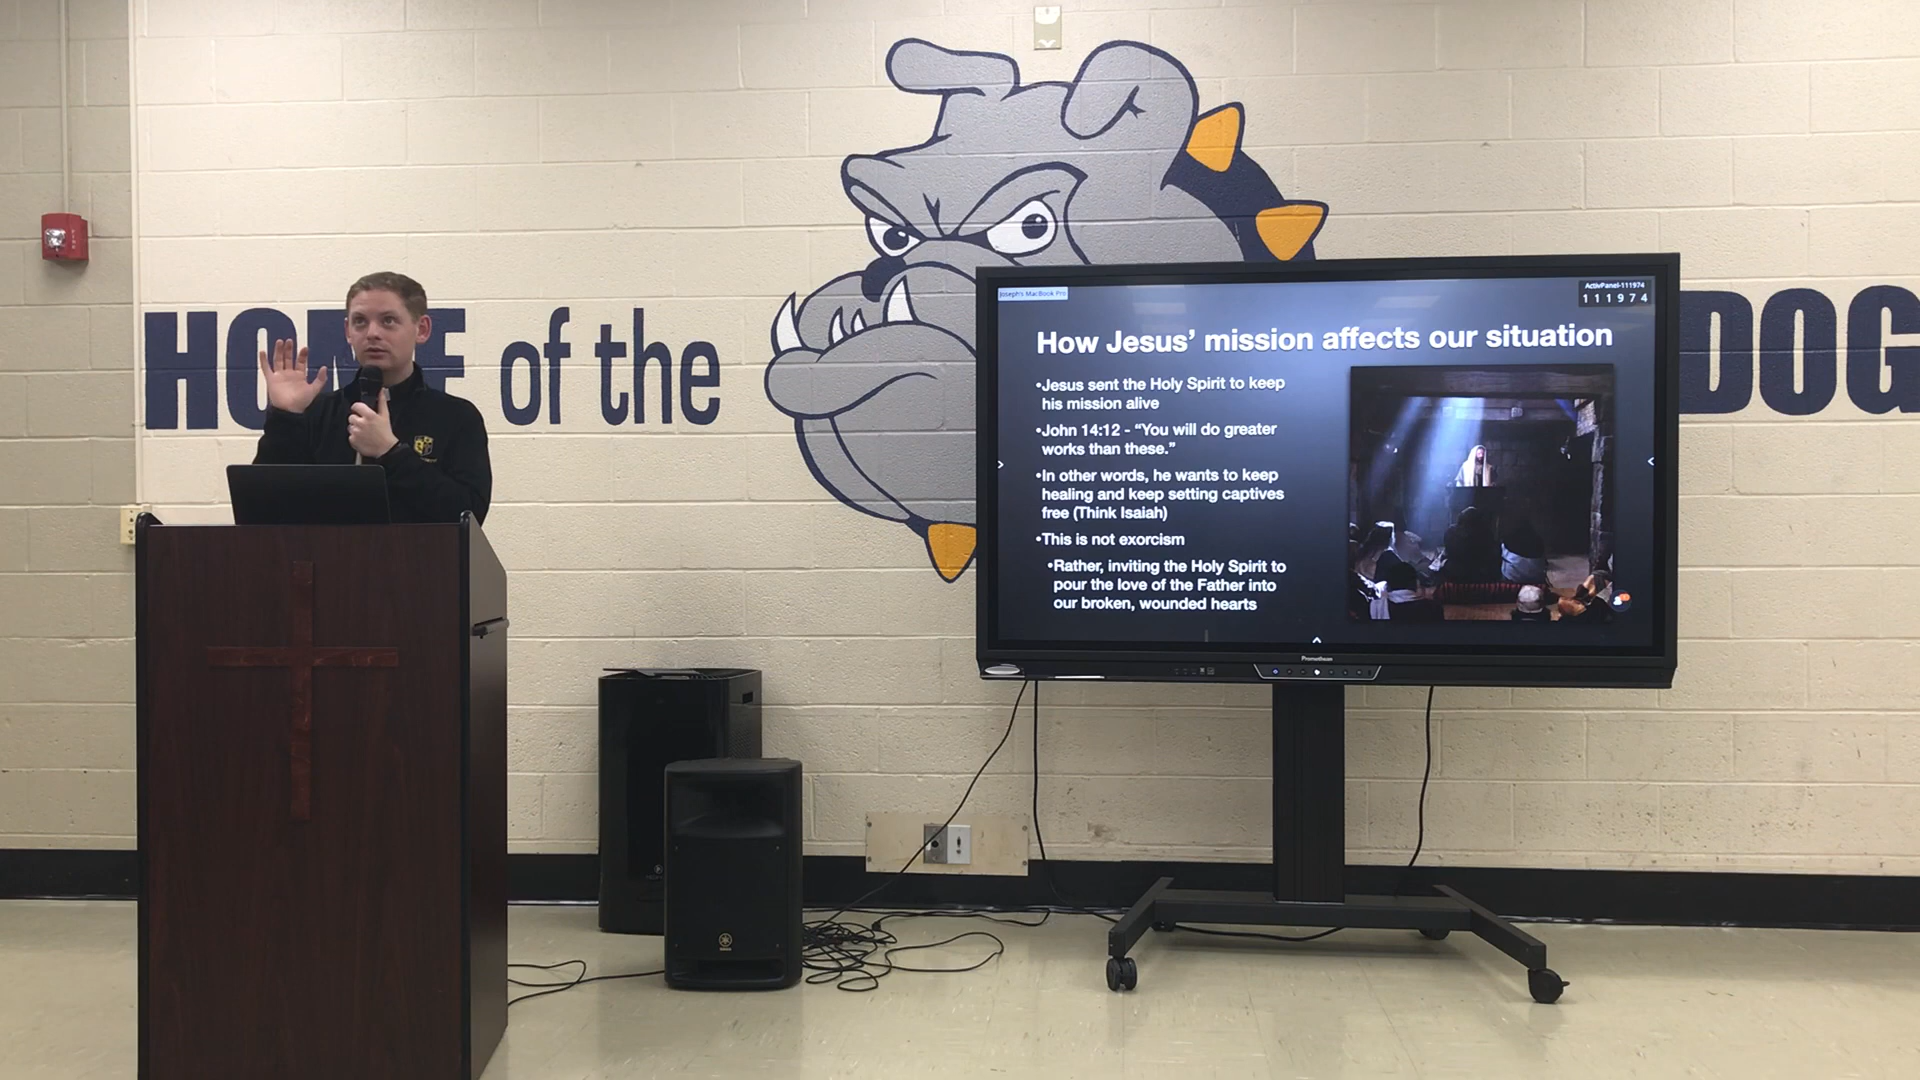 HOME of the
DOG
Joseph's MacBook Pro
ActivPanel-111974
1 1 1 9 7 4
How Jesus' mission affects our situation
•Jesus sent the Holy Spirit to keep
his mission alive
•John 14:12 - “You will do greater
works than these.”
•In other words, he wants to keep
healing and keep setting captives
free (Think Isaiah)
•This is not exorcism
•Rather, inviting the Holy Spirit to
pour the love of the Father into
our broken, wounded hearts
Promethean
FIRE
YAMAHA